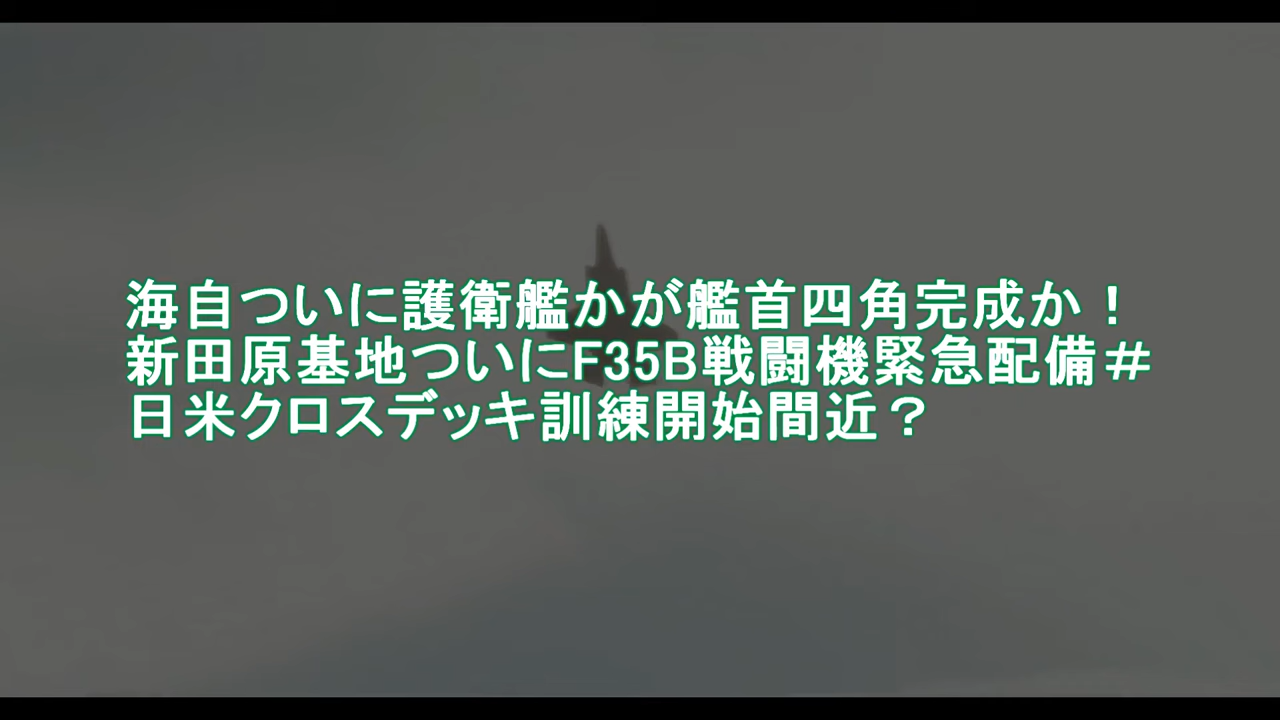 海自ついに護衛艦かが艦首四角完成か！
新田原基地ついにF35B戦闘機緊急配備＃
日米クロスデッキ訓練開始間近？